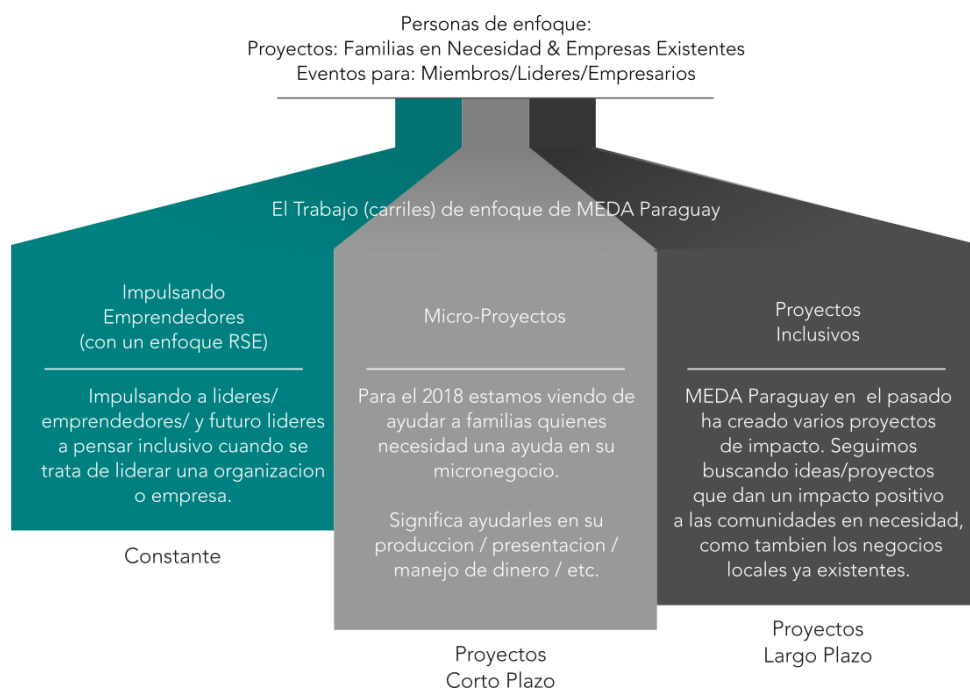 Personas de enfoque:
Proyectos: Familias en Necesidad & Empresas Existentes
Eventos para: Miembros/Lideres/Empresarios
El Trabajo (carriles) de enfoque de MEDA Paraguay
Impulsando
Emprendedores
(con un enfoque RSE)
Impulsando a lideres/
emprendedores/ y futuro lideres
a pensar inclusivo cuando se
trata de liderar una organizacion
o empresa.
Constante
Micro-Proyectos
Para el 2018 estamos viendo de
ayudar a familias quienes
necesidad una ayuda en su
micronegocio.
Significa ayudarles en su
produccion / presentacion /
manejo de dinero / etc.
Proyectos
Corto Plazo
Proyectos
Inclusivos
MEDA Paraguay en el pasado
ha creado varios proyectos
de impacto. Seguimos
buscando ideas/proyectos
que dan un impacto positivo
a las comunidades en necesidad,
como tambien los negocios
locales ya existentes.
Proyectos
Largo Plazo